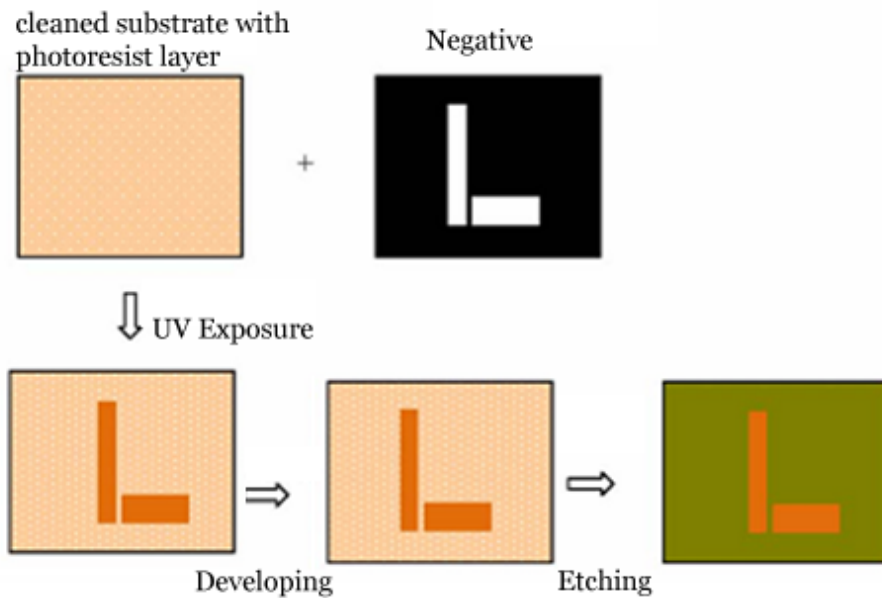 cleaned substrate with
photoresist layer
Negative
+
UV Exposure
Developing
Etching